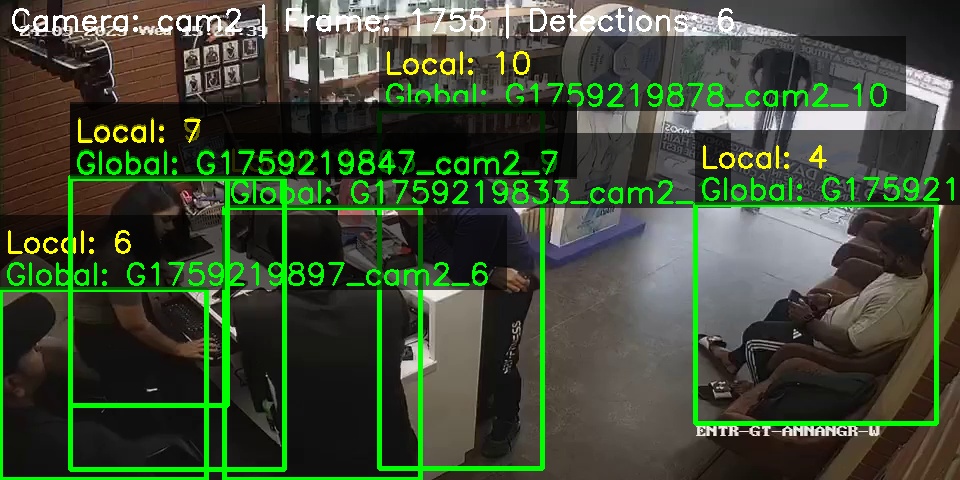 Camera: cam2 | Frame: 1755 | Detections: 6
Local: 10
Global: G1759219878_cam2_10
Local: 7
Global: G1759219847_cam2_7
Local: 4
Global: G1759219833_cam2_
Global: G175921
Local: 6
Global: G1759219897_cam2_6
ENTR-GT-ANNANGR-W